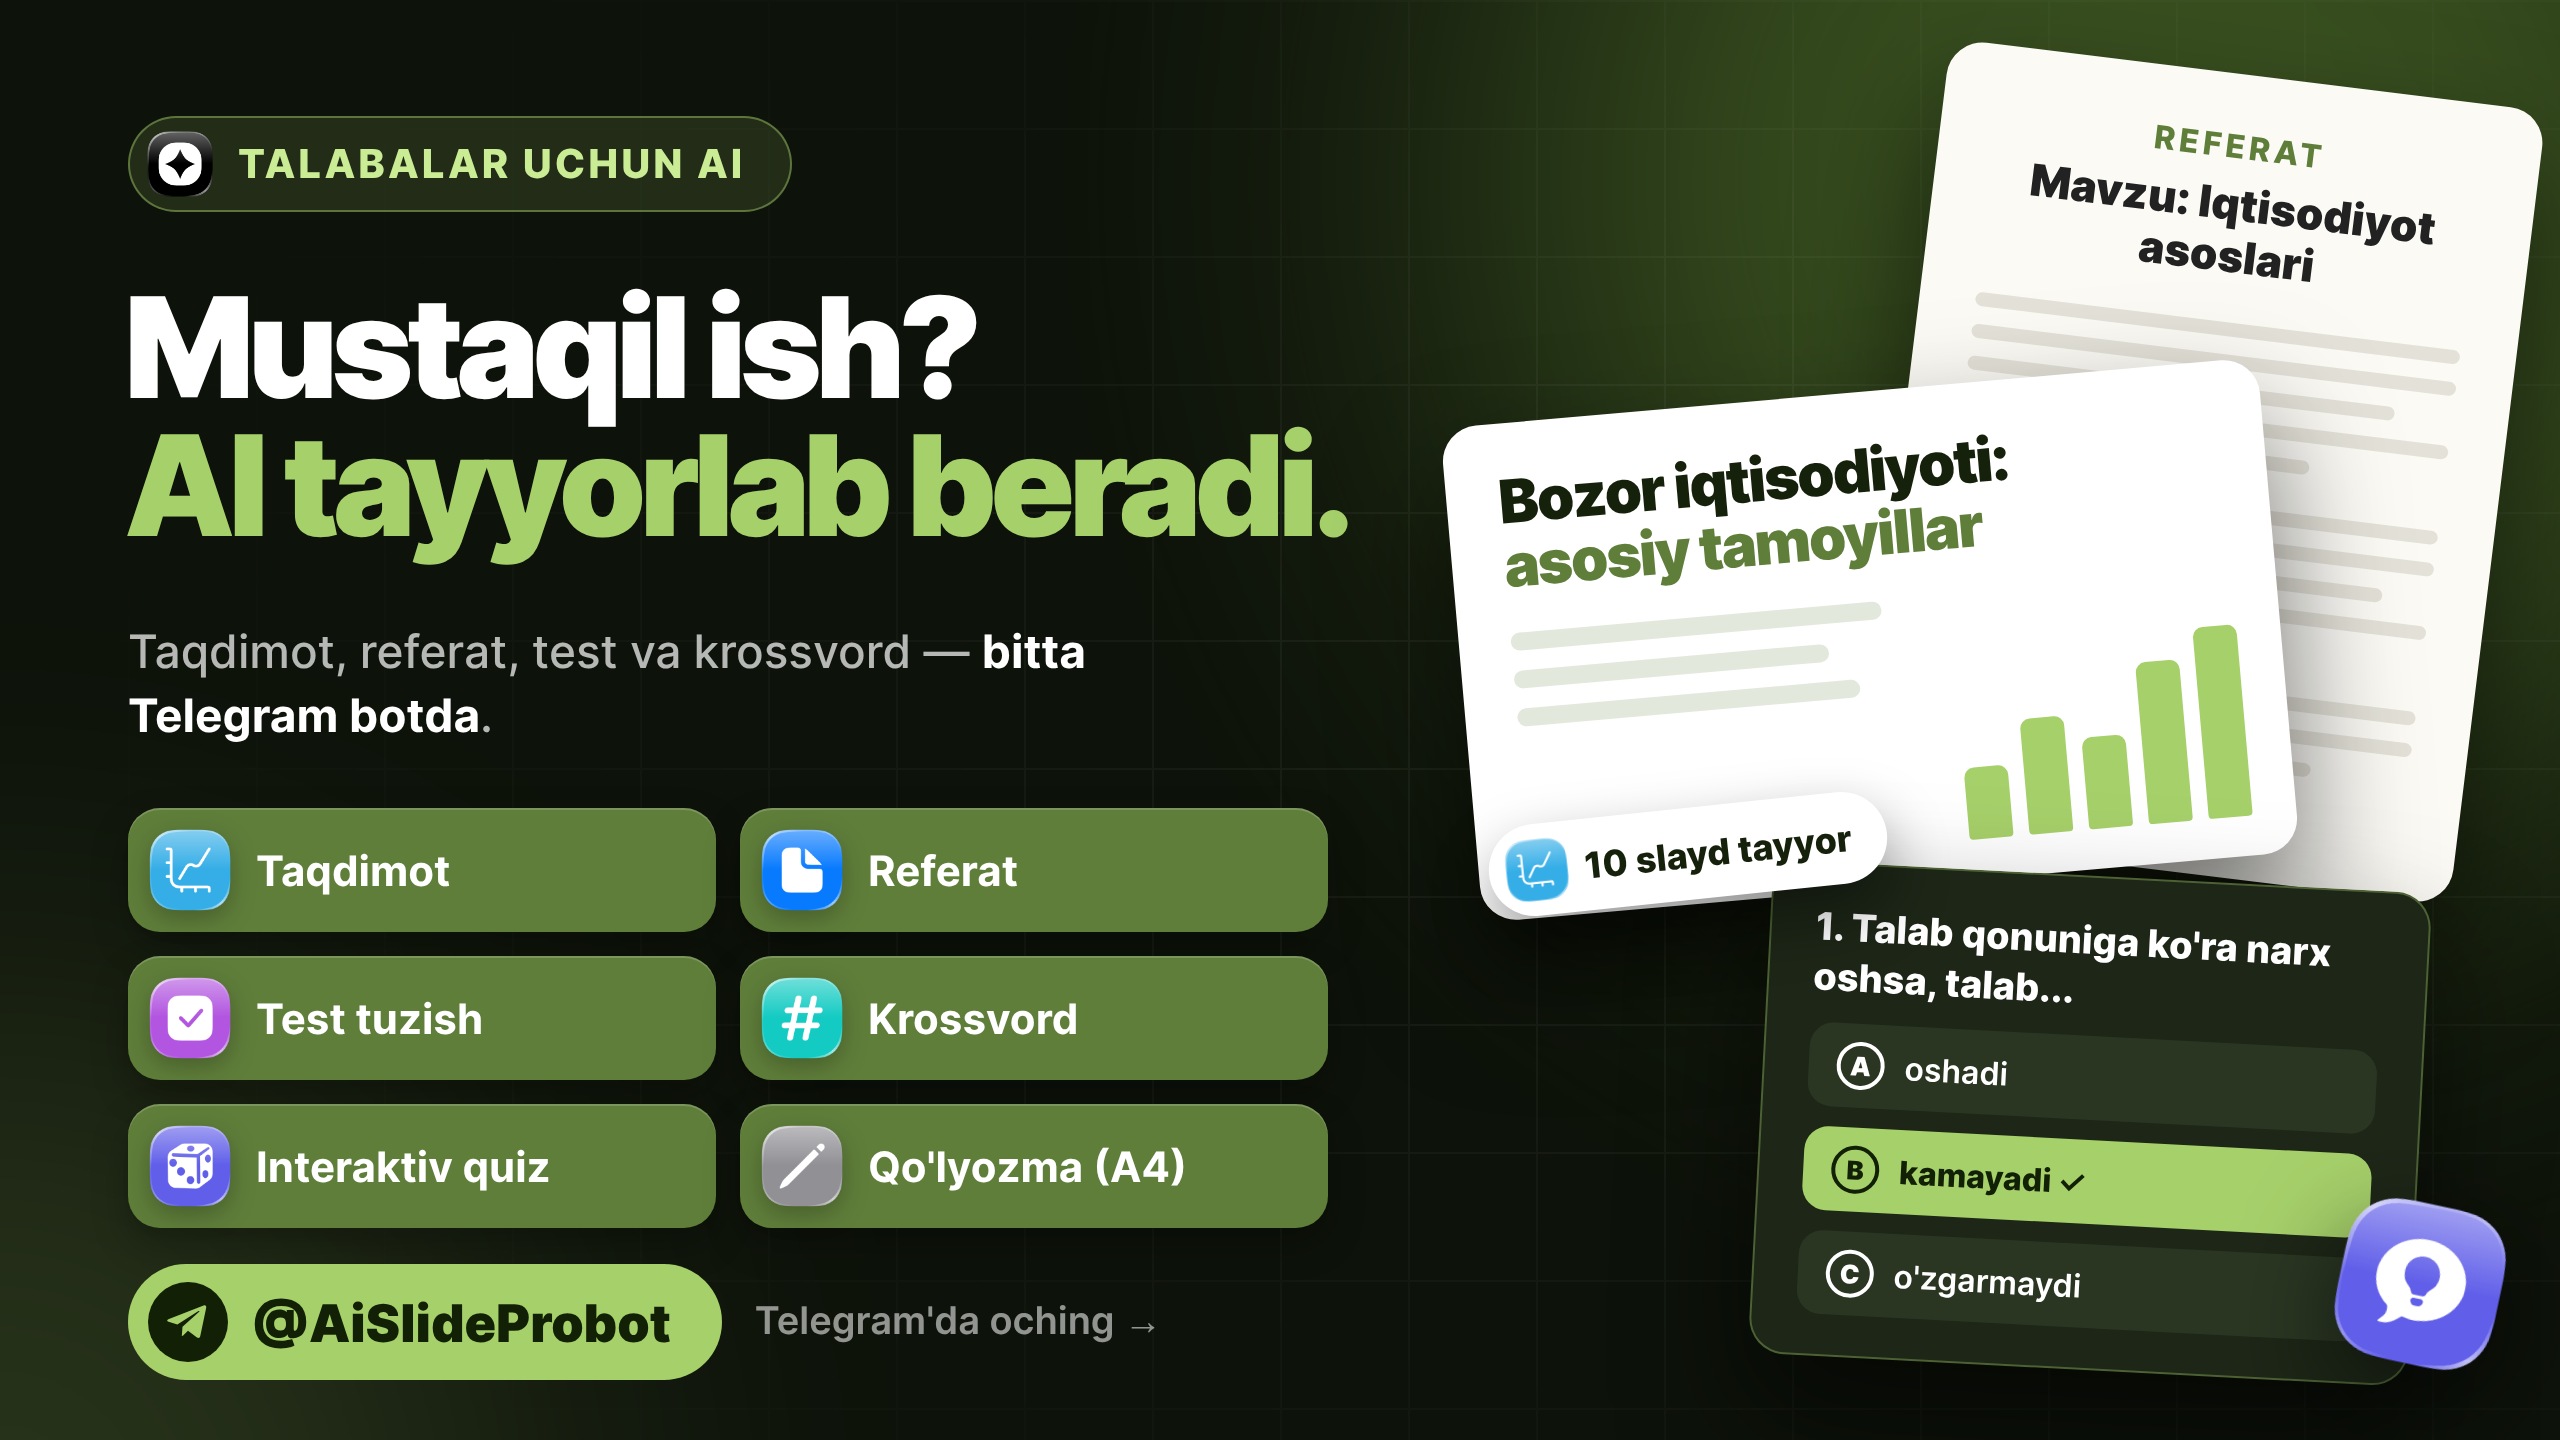 TALABALAR UCHUN AI
Mustaqil ish?
AI tayyorlab beradi.
Taqdimot, referat, test va krossvord — bitta
Telegram botda.
Taqdimot
Referat
Test tuzish
# Krossvord
Interaktiv quiz
Qo'lyozma (A4)
@AiSlideProbot
Telegram'da oching →
REFERAT
Mavzu: Iqtisodiyot
asoslari
Bozor iqtisodiyoti:
asosiy tamoyillar
10 slayd tayyor
1. Talab qonuniga ko'ra narx
oshsa, talab...
A oshadi
B kamayadi ✓
C o'zgarmaydi